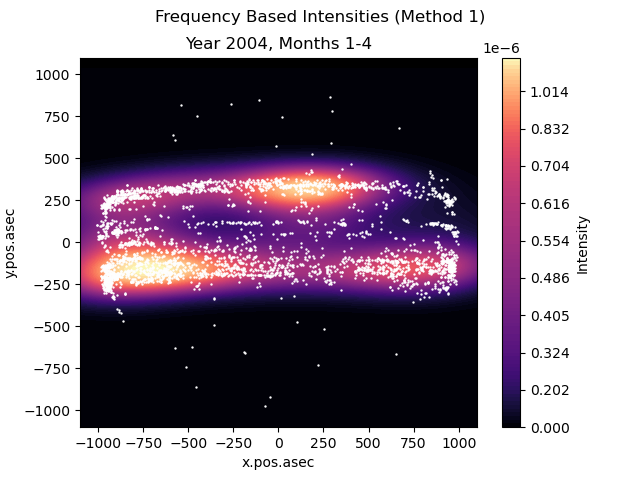 Frequency Based Intensities (Method 1)
Year 2004, Months 1-4
1e−6
1000
750
500
250
0
−250
−500
−750
−1000
y.pos.asec
−1000 −750 −500 −250 0 250 500 750 1000
x.pos.asec
1.014
0.832
0.704
0.616
0.554
0.486
0.405
0.324
0.202
0.000
Intensity